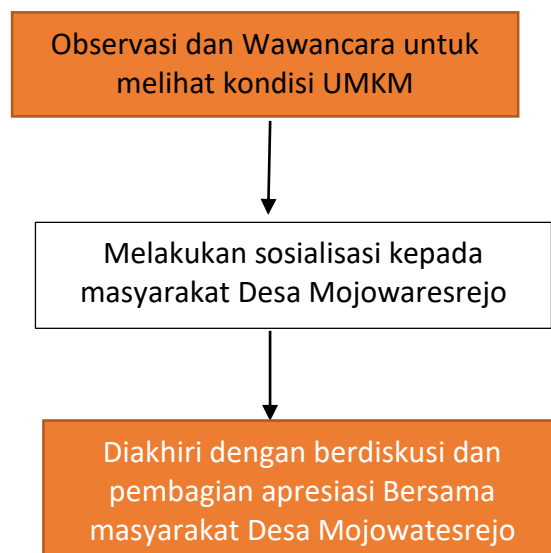 Observasi dan Wawancara untuk
melihat kondisi UMKM
Melakukan sosialisasi kepada
masyarakat Desa Mojowaresrejo
Diakhiri dengan berdiskusi dan
pembagian apresiasi Bersama
masyarakat Desa Mojowatesrejo